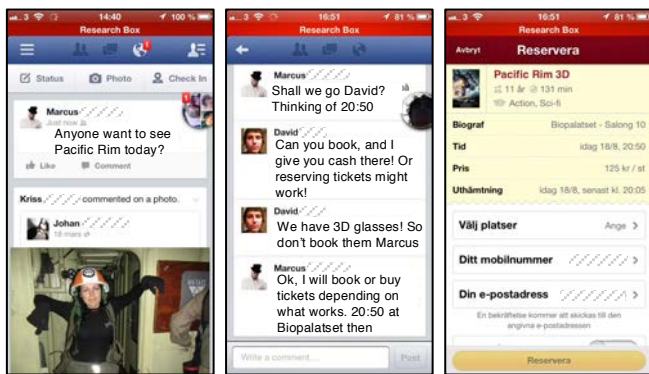 ...3 14:40 100 %
Research Box
Status Photo Check In
1
Marcus
Just now
Anyone want to see
Pacific Rim today?
Like Comment
Kriss commented on a photo.
Johan
18 mars
...3 16:51 81 %
Research Box
Marcus
Shall we go David?
Thinking of 20:50
David
Can you book, and I
give you cash there! Or
reserving tickets might
work!
David
We have 3D glasses! So
don't book them Marcus
Marcus
Ok, I will book or buy
tickets depending on
what works. 20:50 at
Biopalatset then
Write a comment... Post
...3 16:51 81 %
Research Box
Avbryt Reservera
Pacific Rim 3D
11 år 131 min
Action, Sci-fi
Biograf Biopalatset - Salong 10
Tid idag 18/8, 20:50
Pris 125 kr / st
Uthämtning idag 18/8, senast kl. 20:05
Välj platser Ange
Ditt mobilnummer
Din e-postadress
En bekräftelse kommer att skickas till den
angivna e-postadressen
Reservera